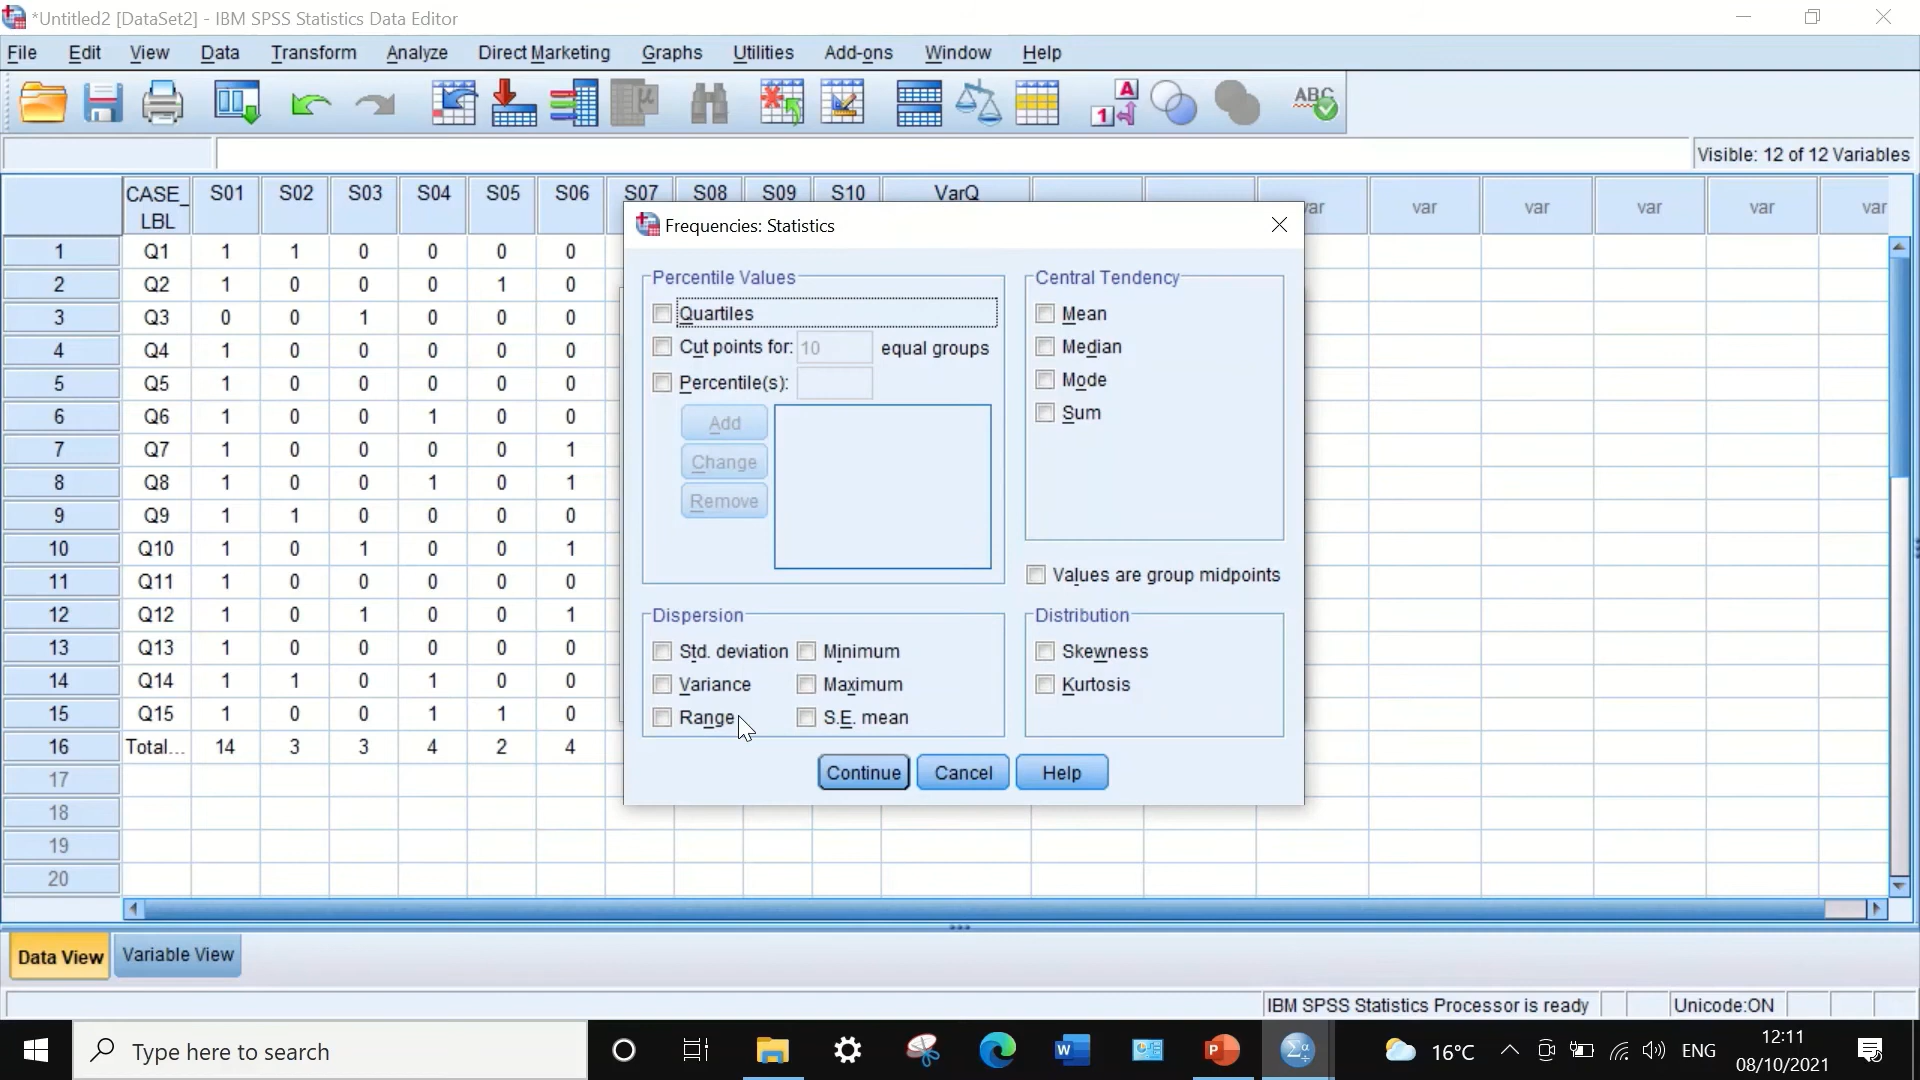 *Untitled2 [DataSet2] - IBM SPSS Statistics Data Editor
File Edit View Data Transform Analyze Direct Marketing Graphs Utilities Add-ons Window Help
Visible: 12 of 12 Variables
CASE_LBL S01 S02 S03 S04 S05 S06 S07 S08 S09 S10 VarQ var var var var var var
Frequencies: Statistics
1 Q1 1 1 0 0 0 0
2 Q2 1 0 0 0 1 0
3 Q3 0 0 1 0 0 0
4 Q4 1 0 0 0 0 0
5 Q5 1 0 0 0 0 0
6 Q6 1 0 0 1 0 0
7 Q7 1 0 0 0 0 1
8 Q8 1 0 0 1 0 1
9 Q9 1 1 0 0 0 0
10 Q10 1 0 1 0 0 1
11 Q11 1 0 0 0 0 0
12 Q12 1 0 1 0 0 1
13 Q13 1 0 0 0 0 0
14 Q14 1 1 0 1 0 0
15 Q15 1 0 0 1 1 0
16 Total... 14 3 3 4 2 4
17
18
19
20
Percentile Values
Quartiles
Cut points for: 10 equal groups
Percentile(s):
Add
Change
Remove
Central Tendency
Mean
Median
Mode
Sum
Values are group midpoints
Dispersion
Std. deviation Minimum
Variance Maximum
Range S.E. mean
Distribution
Skewness
Kurtosis
Continue Cancel Help
Data View Variable View
IBM SPSS Statistics Processor is ready Unicode:ON
Type here to search
16°C ENG
12:11
08/10/2021